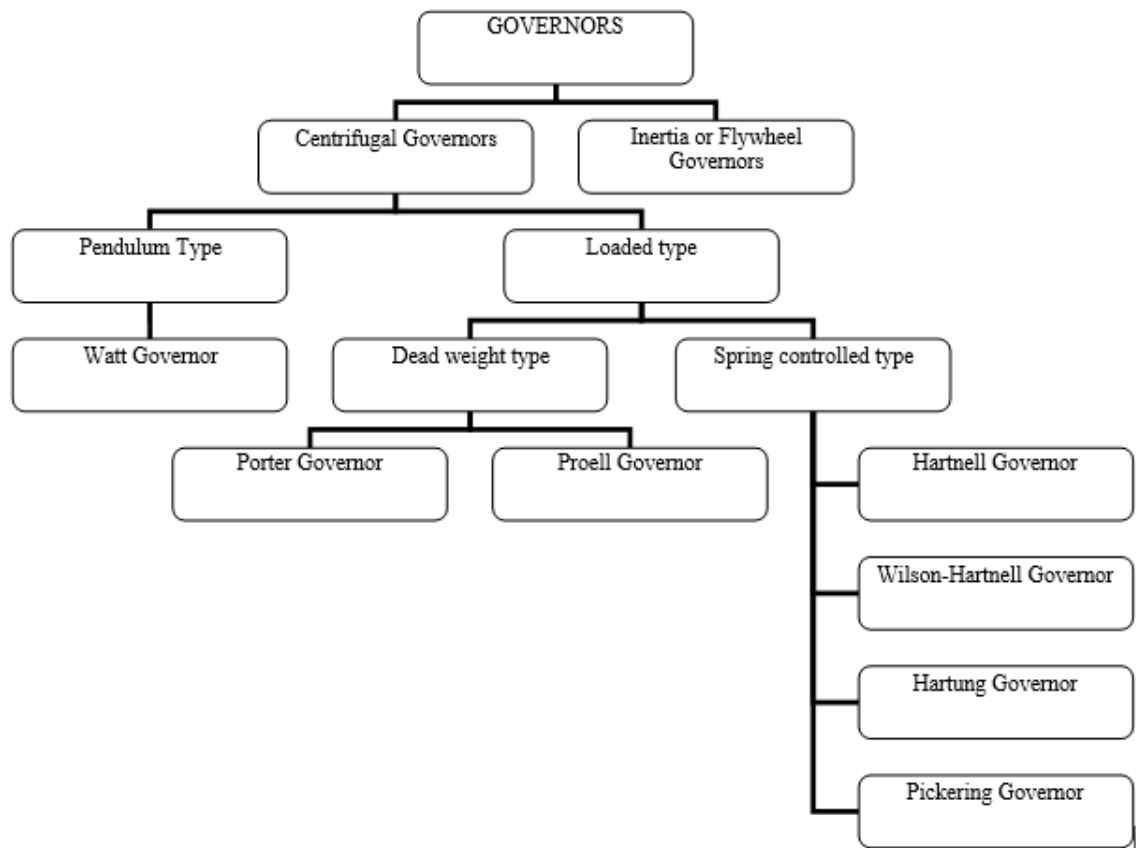 GOVERNORS
Centrifugal Governors
Inertia or Flywheel
Governors
Pendulum Type
Loaded type
Watt Governor
Dead weight type
Spring controlled type
Porter Governor
Proell Governor
Hartnell Governor
Wilson-Hartnell Governor
Hartung Governor
Pickering Governor